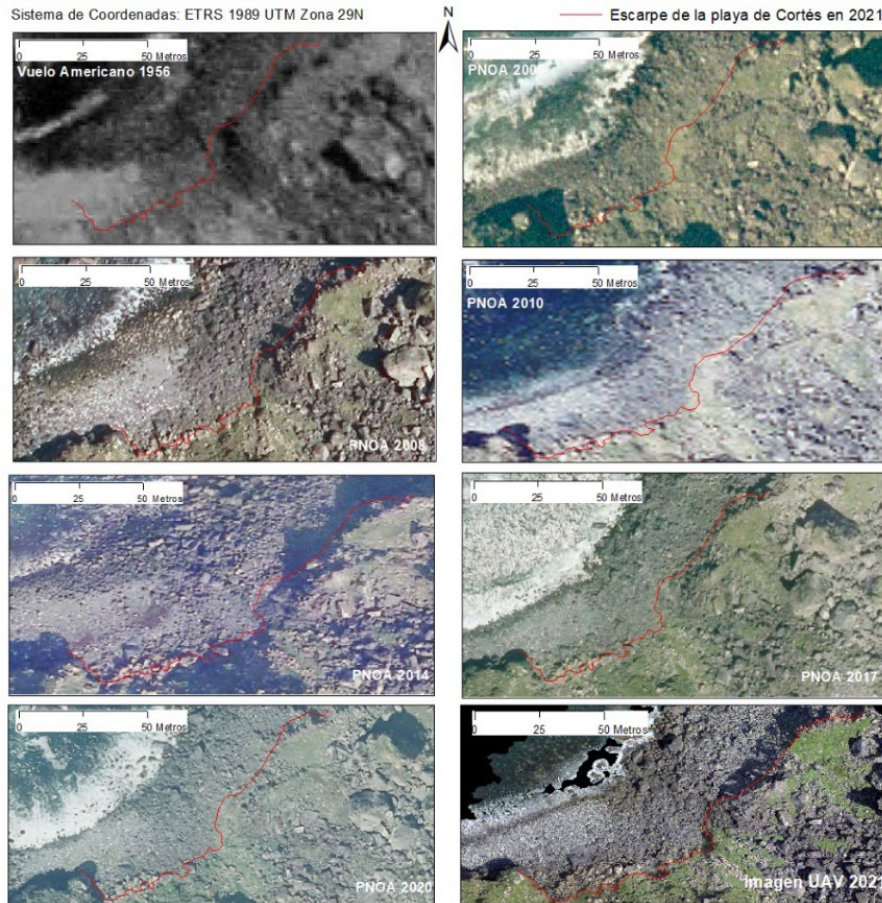 Sistema de Coordenadas: ETRS 1989 UTM Zona 29N
N
Escarpe de la playa de Cortés en 2021
0 25 50 Metros
Vuelo Americano 1956
PNOA
0 25 50 Metros
0 25 50 Metros
PNOA 2008
0 25 50 Metros
PNOA 2010
0 25 50 Metros
PNOA 2014
0 25 50 Metros
PNOA 2017
0 25 50 Metros
PNOA 2020
0 25 50 Metros
Imagen UAV 2021